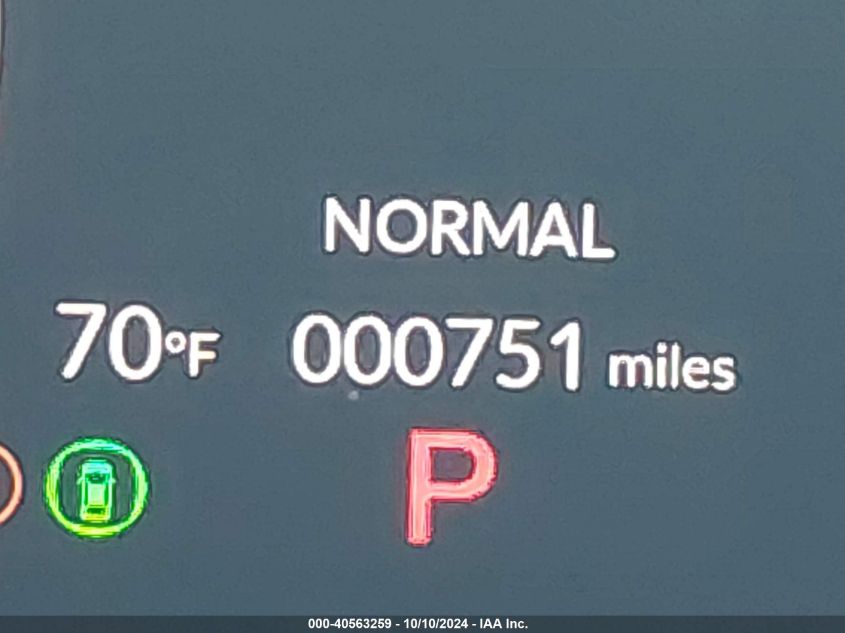 NORMAL
70°F 000751 miles
P
000-40563259 - 10/10/2024 - IAA Inc.